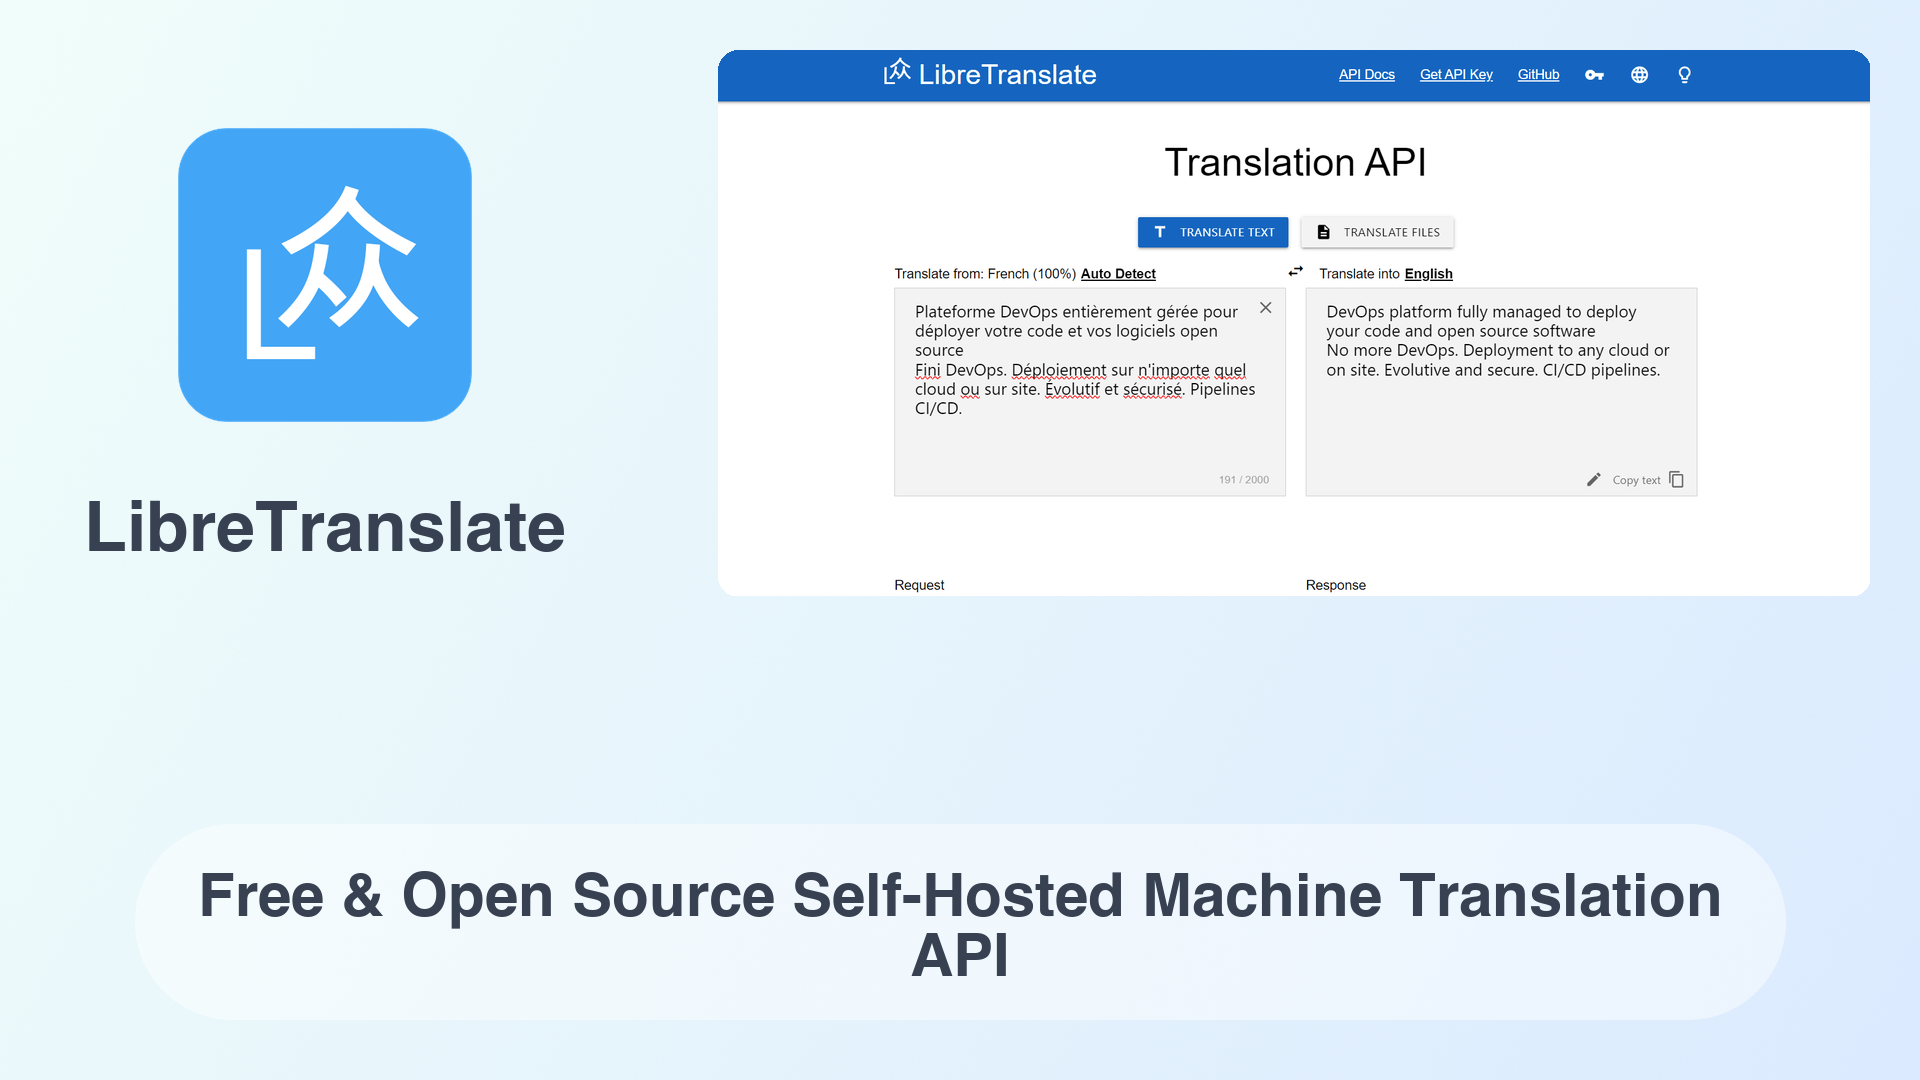 LibreTranslate
API Docs Get API Key GitHub
Translation API
TRANSLATE TEXT TRANSLATE FILES
Translate from: French (100%) Auto Detect
Translate into English
Plateforme DevOps entièrement gérée pour
déployer votre code et vos logiciels open
source
Fini DevOps. Déploiement sur n'importe quel
cloud ou sur site. Évolutif et sécurisé. Pipelines
CI/CD.
191 / 2000
DevOps platform fully managed to deploy
your code and open source software
No more DevOps. Deployment to any cloud or
on site. Evolutive and secure. CI/CD pipelines.
Copy text
Request
Response
L众
LibreTranslate
Free & Open Source Self-Hosted Machine Translation
API